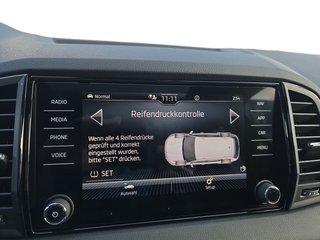 Normal
11:11
RADIO
NAV
Reifendruckkontrolle
MEDIA
APP
Wenn alle 4 Reifendrücke
geprüft und korrekt
eingestellt wurden,
bitte "SET" drücken.
PHONE
CAR
VOICE
MENU
SET
Auswahl
Setup